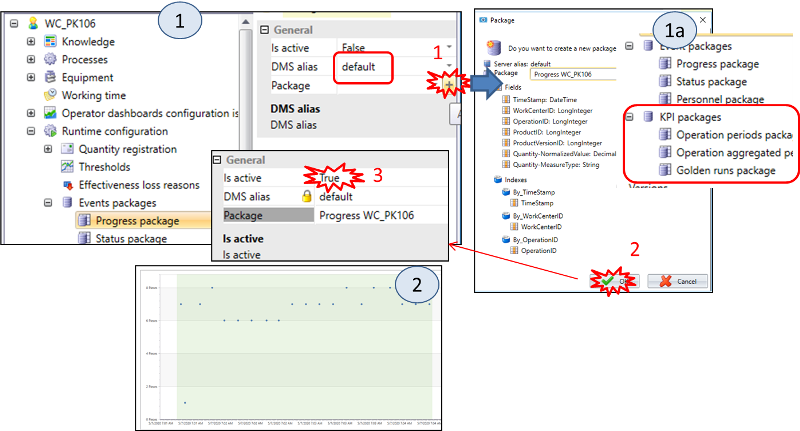 1
WC_PK106
Knowledge
Processes
Equipment
Working time
Operator dashboards configuration is
Runtime configuration
Quantity registration
Thresholds
Effectiveness loss reasons
Events packages
Progress package
Status package
General
Is active False
DMS alias default
Package
DMS alias
DMS alias
1
General
Is active True
DMS alias default
Package Progress WC_PK106
Is active
Is active
3
Package
Do you want to create a new package
Server alias: default
Package Progress WC_PK106
Fields
TimeStamp: DateTime
WorkCenterID: LongInteger
OperationID: LongInteger
ProductID: LongInteger
ProductVersionID: LongInteger
Quantity-NormalizedValue: Decimal
Quantity-MeasureType: String
Indexes
By_TimeStamp
TimeStamp
By_WorkCenterID
WorkCenterID
By_OperationID
OperationID
2
Cancel
1a
packages
Progress package
Status package
Personnel package
KPI packages
Operation periods packa
Operation aggregated pe
Golden runs package
2